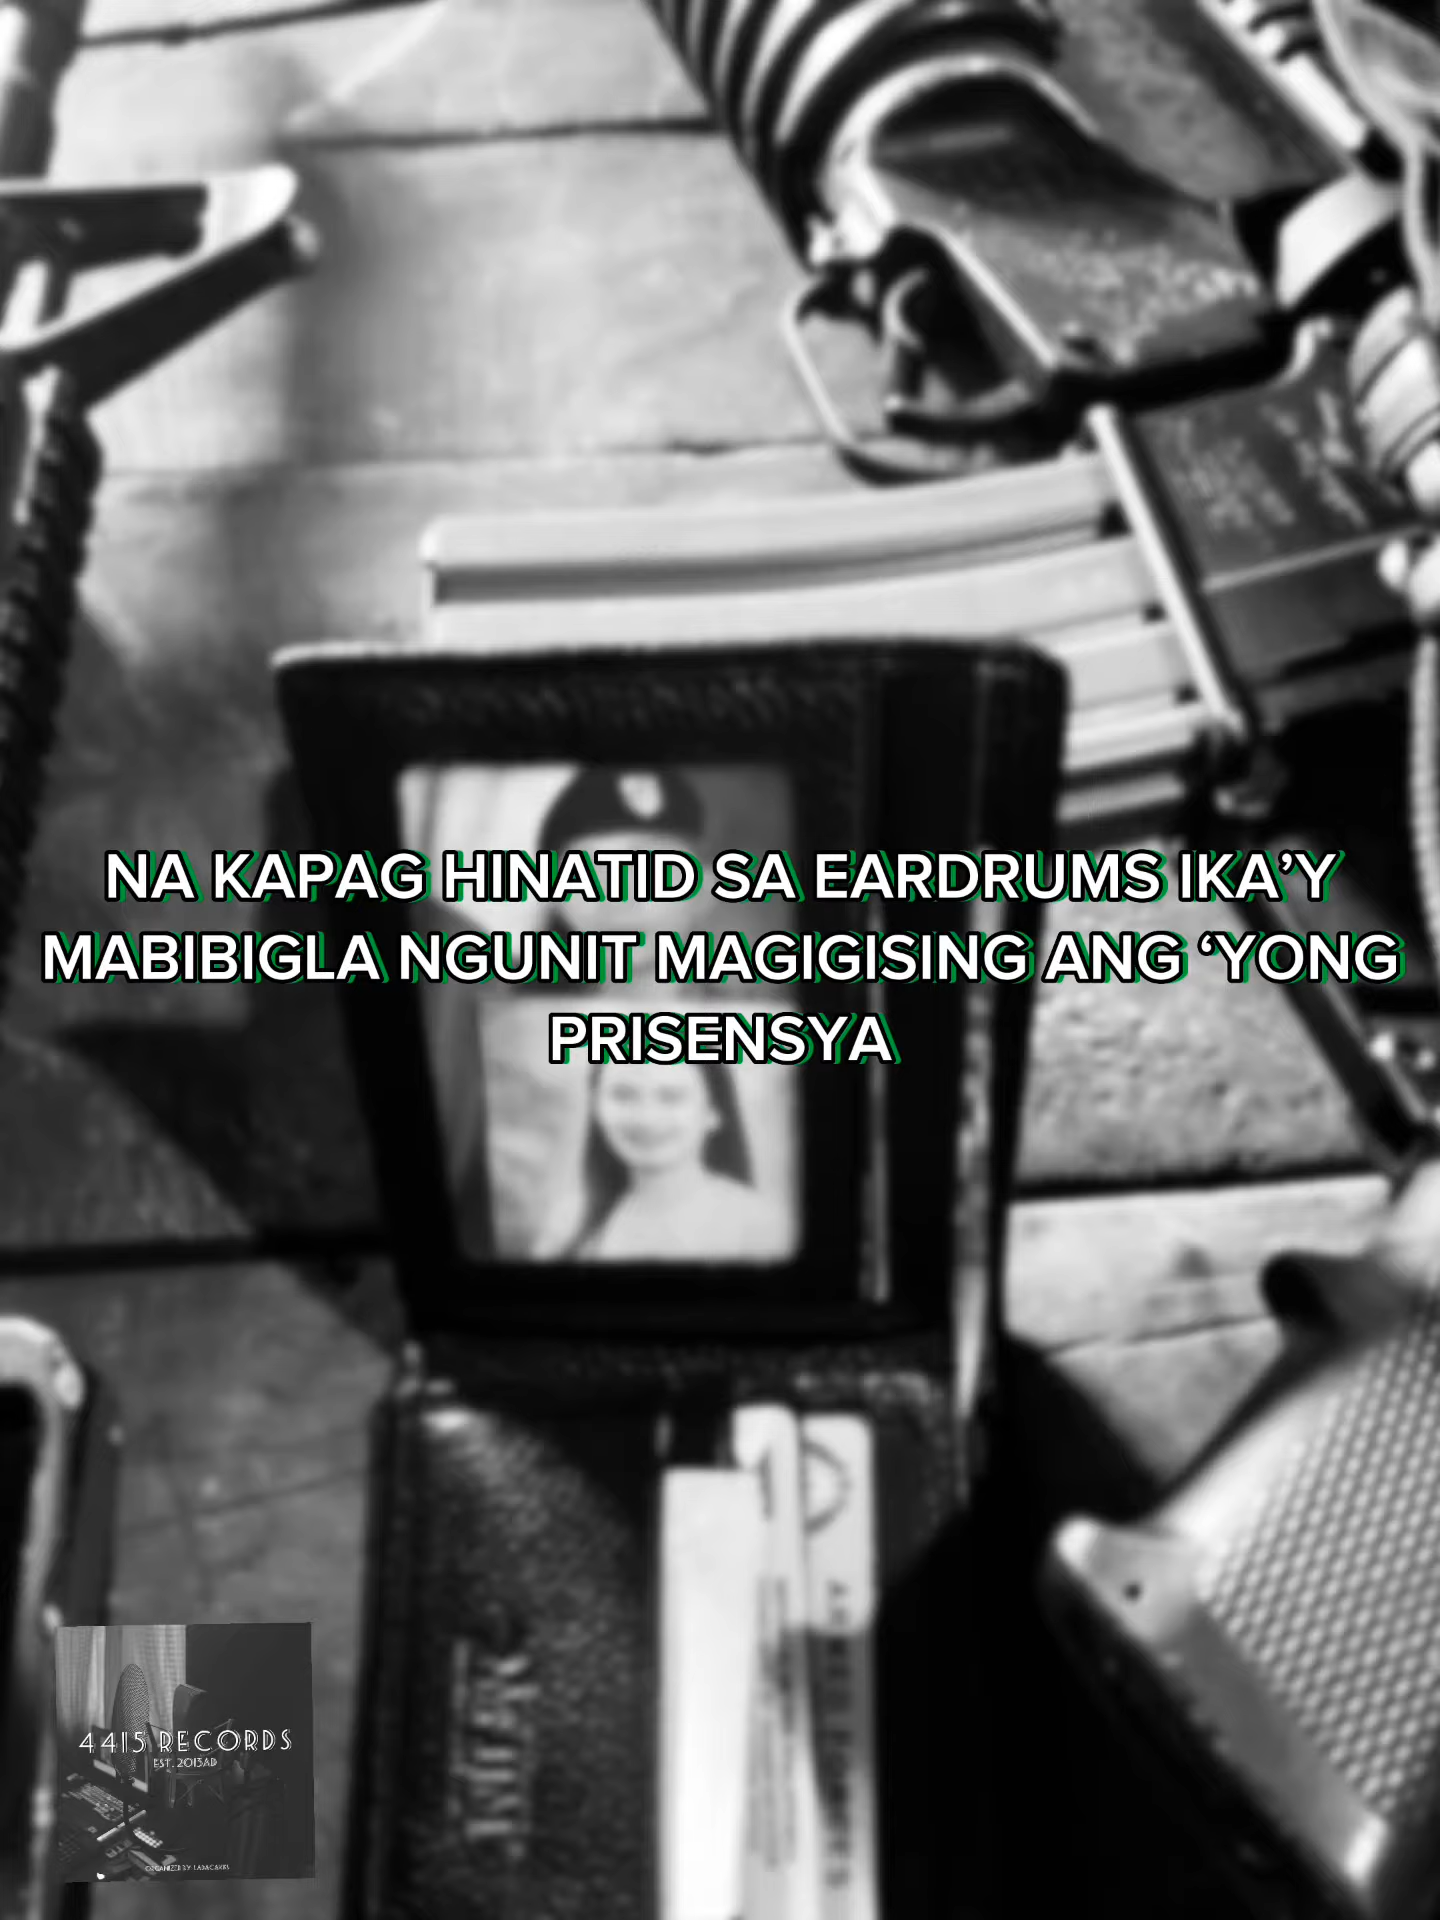 NA KAPAG HINATID SA EARDRUMS IKA’Y
MABIBIGLA NGUNIT MAGIGISING ANG ‘YONG
PRISENSYA
4415 RECORDS
EST. 2013AD